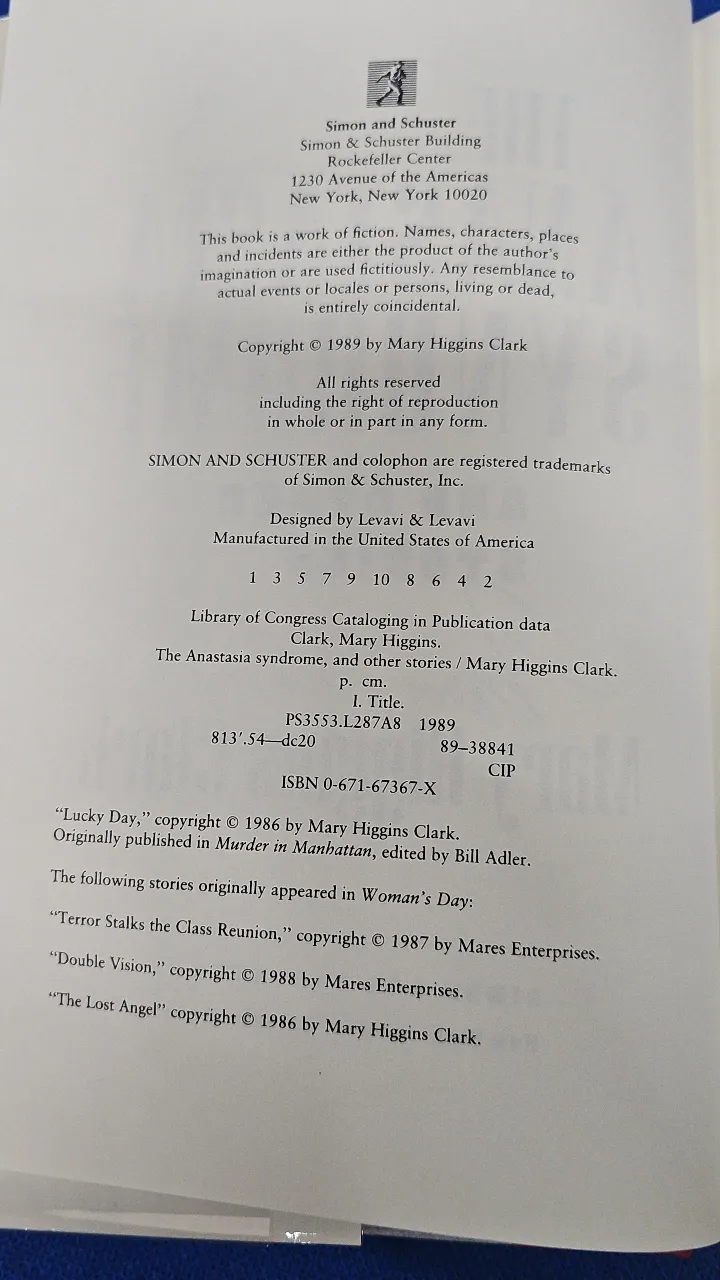 Simon and Schuster
Simon & Schuster Building
Rockefeller Center
1230 Avenue of the Americas
New York, New York 10020
This book is a work of fiction. Names, characters, places
and incidents are either the product of the author's
imagination or are used fictitiously. Any resemblance to
actual events or locales or persons, living or dead,
is entirely coincidental.
Copyright © 1989 by Mary Higgins Clark
All rights reserved
including the right of reproduction
in whole or in part in any form.
SIMON AND SCHUSTER and colophon are registered trademarks
of Simon & Schuster, Inc.
Designed by Levavi & Levavi
Manufactured in the United States of America
1 3 5 7 9 10 8 6 4 2
Library of Congress Cataloging in Publication data
Clark, Mary Higgins.
The Anastasia syndrome, and other stories / Mary Higgins Clark.
p. cm.
I. Title.
PS3553.L287A8 1989
813'.54—dc20 89–38841
CIP
ISBN 0-671-67367-X
“Lucky Day,” copyright © 1986 by Mary Higgins Clark.
Originally published in Murder in Manhattan, edited by Bill Adler.
The following stories originally appeared in Woman's Day:
“Terror Stalks the Class Reunion,” copyright © 1987 by Mares Enterprises.
“Double Vision,” copyright © 1988 by Mares Enterprises.
“The Lost Angel” copyright © 1986 by Mary Higgins Clark.